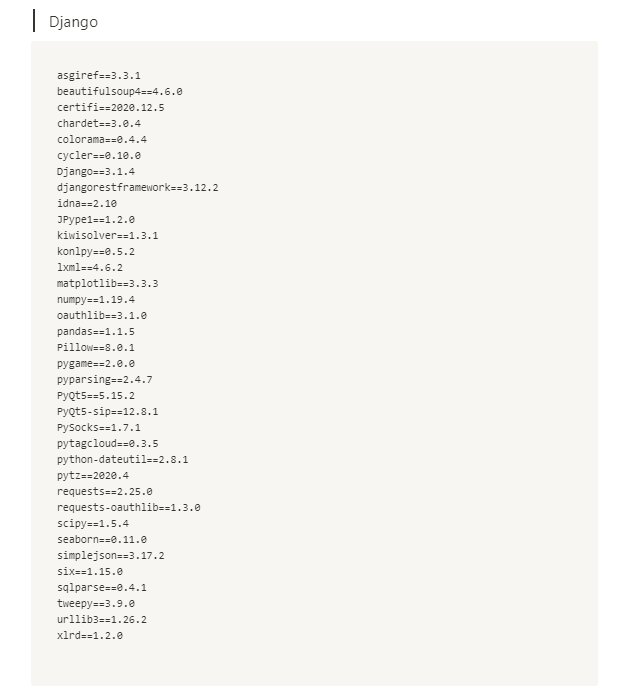 Django
asgiref==3.3.1
beautifulsoup4==4.6.0
certifi==2020.12.5
chardet==3.0.4
colorama==0.4.4
cycler==0.10.0
Django==3.1.4
djangorestframework==3.12.2
idna==2.10
JPype1==1.2.0
kiwisolver==1.3.1
konlpy==0.5.2
lxml==4.6.2
matplotlib==3.3.3
numpy==1.19.4
oauthlib==3.1.0
pandas==1.1.5
Pillow==8.0.1
pygame==2.0.0
pyparsing==2.4.7
PyQt5==5.15.2
PyQt5-sip==12.8.1
PySocks==1.7.1
pytagcloud==0.3.5
python-dateutil==2.8.1
pytz==2020.4
requests==2.25.0
requests-oauthlib==1.3.0
scipy==1.5.4
seaborn==0.11.0
simplejson==3.17.2
six==1.15.0
sqlparse==0.4.1
tweepy==3.9.0
urllib3==1.26.2
xlrd==1.2.0